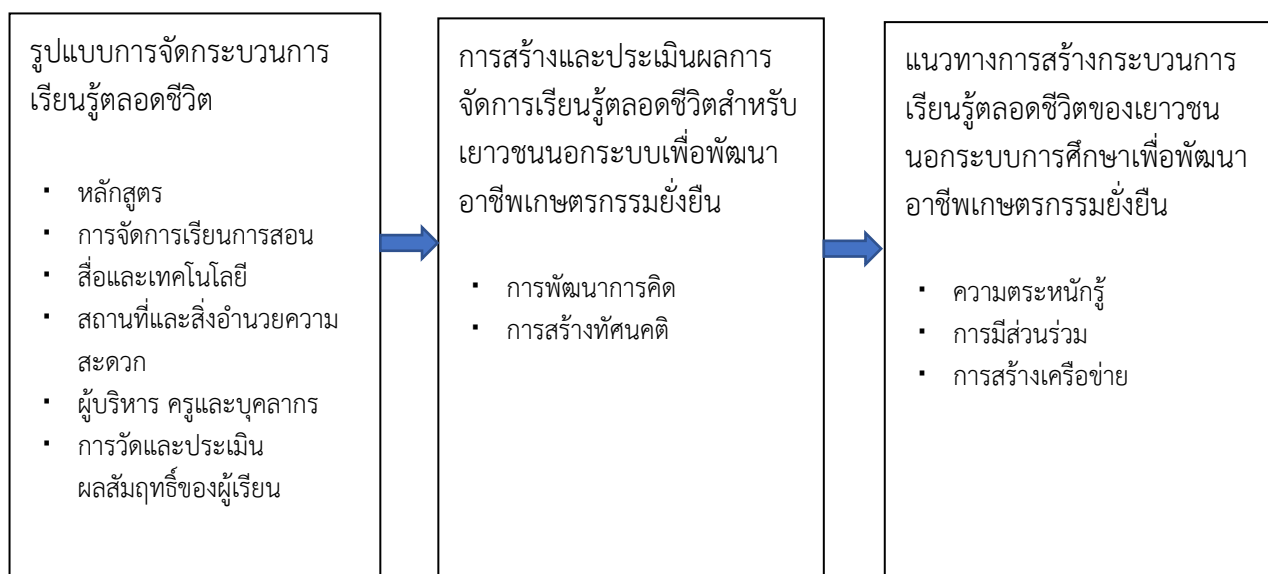 รูปแบบการจัดกระบวนการ
เรียนรู้ตลอดชีวิต
▪ หลักสูตร
▪ การจัดการเรียนการสอน
▪ สื่อและเทคโนโลยี
▪ สถานที่และสิ่งอำนวยความ
สะดวก
▪ ผู้บริหาร ครูและบุคลากร
▪ การวัดและประเมิน
ผลสัมฤทธิ์ของผู้เรียน
การสร้างและประเมินผลการ
จัดการเรียนรู้ตลอดชีวิตสำหรับ
เยาวชนนอกระบบเพื่อพัฒนา
อาชีพเกษตรกรรมยั่งยืน
▪ การพัฒนาการคิด
▪ การสร้างทัศนคติ
แนวทางการสร้างกระบวนการ
เรียนรู้ตลอดชีวิตของเยาวชน
นอกระบบการศึกษาเพื่อพัฒนา
อาชีพเกษตรกรรมยั่งยืน
▪ ความตระหนักรู้
▪ การมีส่วนร่วม
▪ การสร้างเครือข่าย